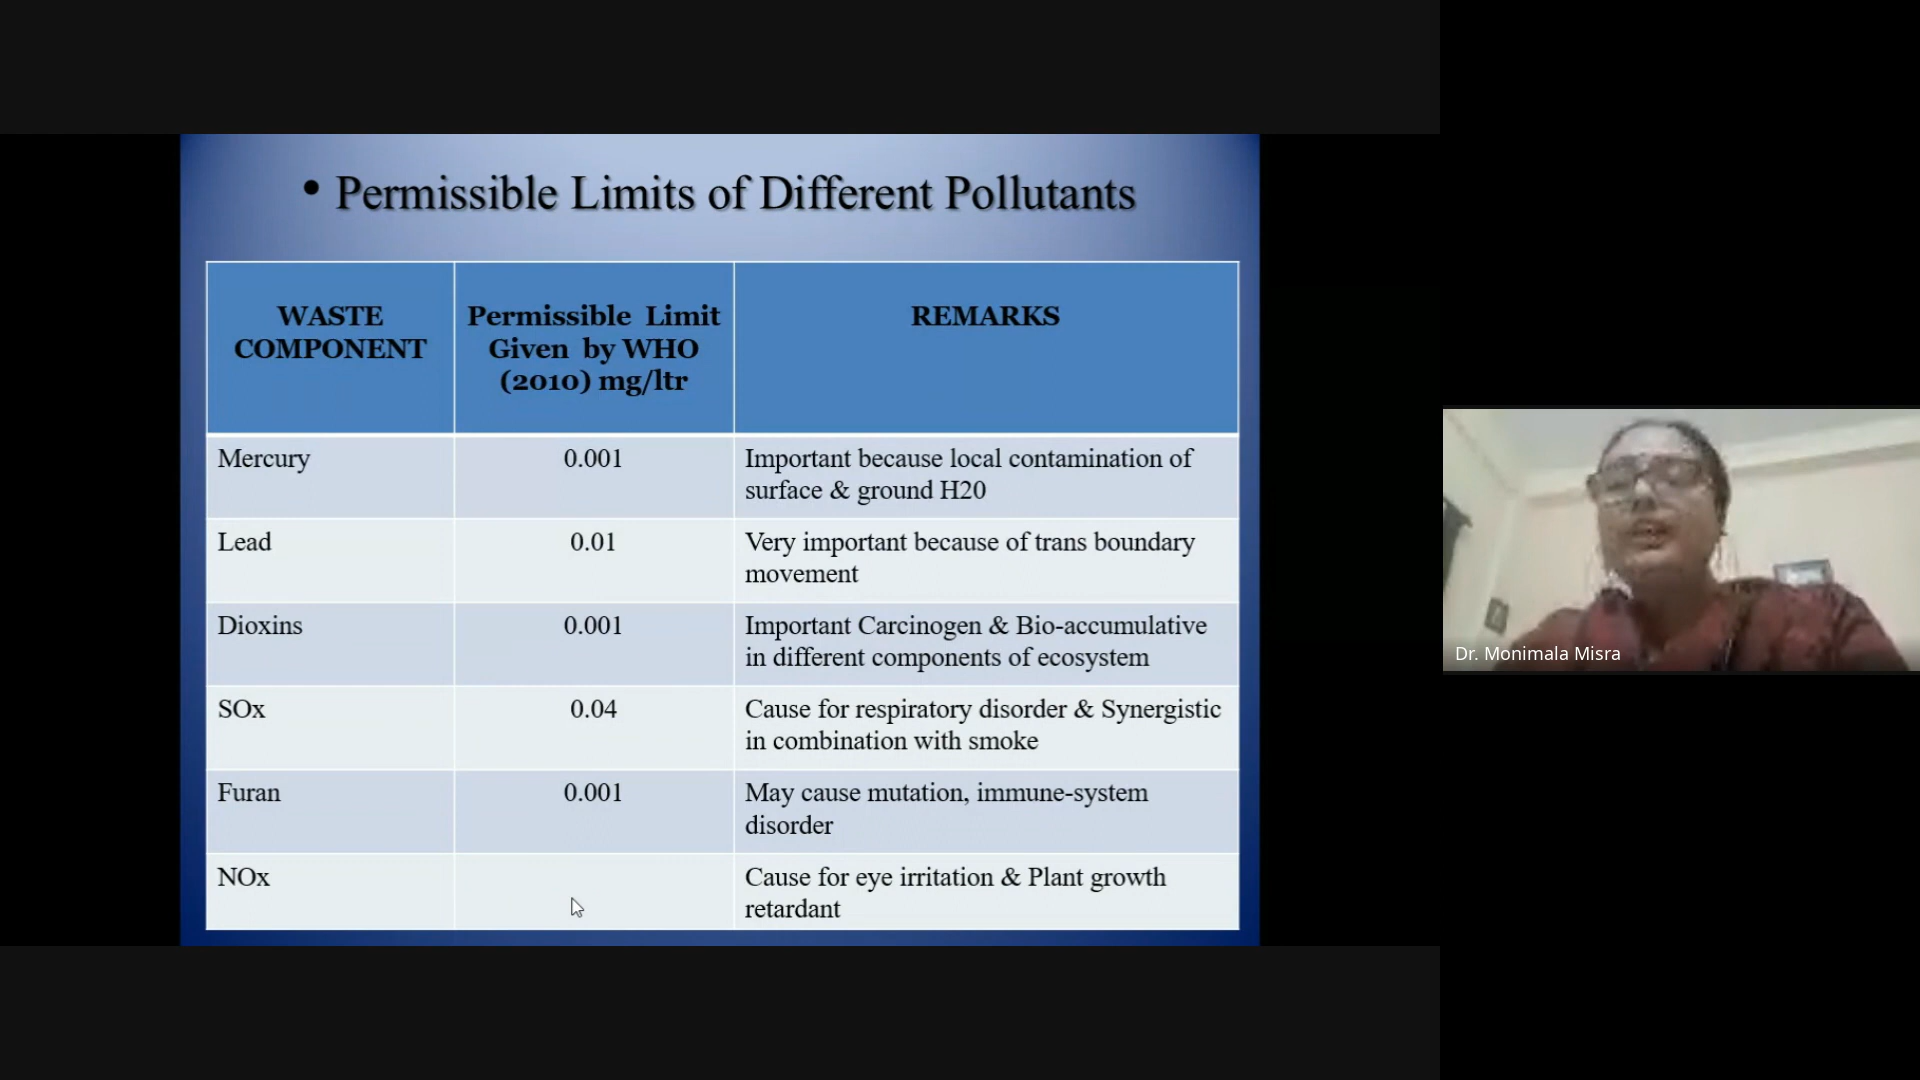 • Permissible Limits of Different Pollutants
WASTE
COMPONENT
Permissible Limit
Given by WHO
(2010) mg/ltr
REMARKS
Mercury
0.001
Important because local contamination of
surface & ground H20
Lead
0.01
Very important because of trans boundary
movement
Dioxins
0.001
Important Carcinogen & Bio-accumulative
in different components of ecosystem
SOx
0.04
Cause for respiratory disorder & Synergistic
in combination with smoke
Furan
0.001
May cause mutation, immune-system
disorder
NOx
Cause for eye irritation & Plant growth
retardant
Dr. Monimala Misra